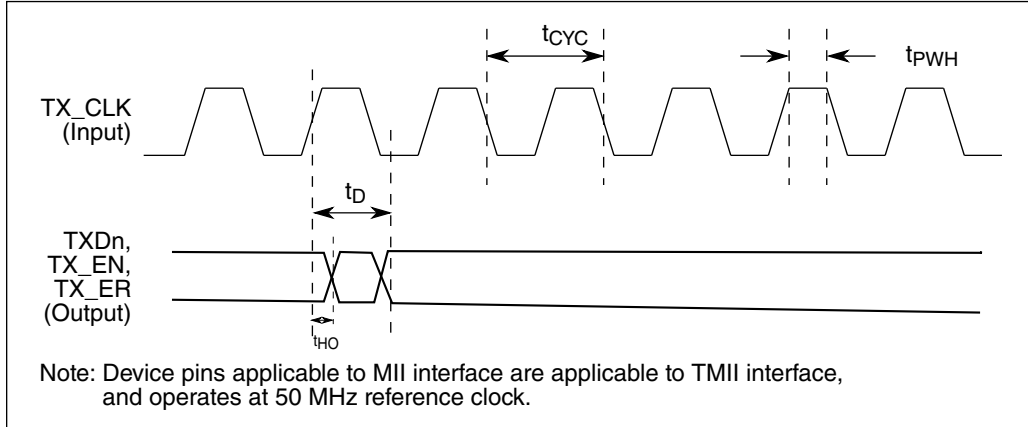 tCYC
tPWH
TX_CLK
(Input)
tD
TXDn,
TX_EN,
TX_ER
(Output)
tHO
Note: Device pins applicable to MII interface are applicable to TMII interface,
and operates at 50 MHz reference clock.